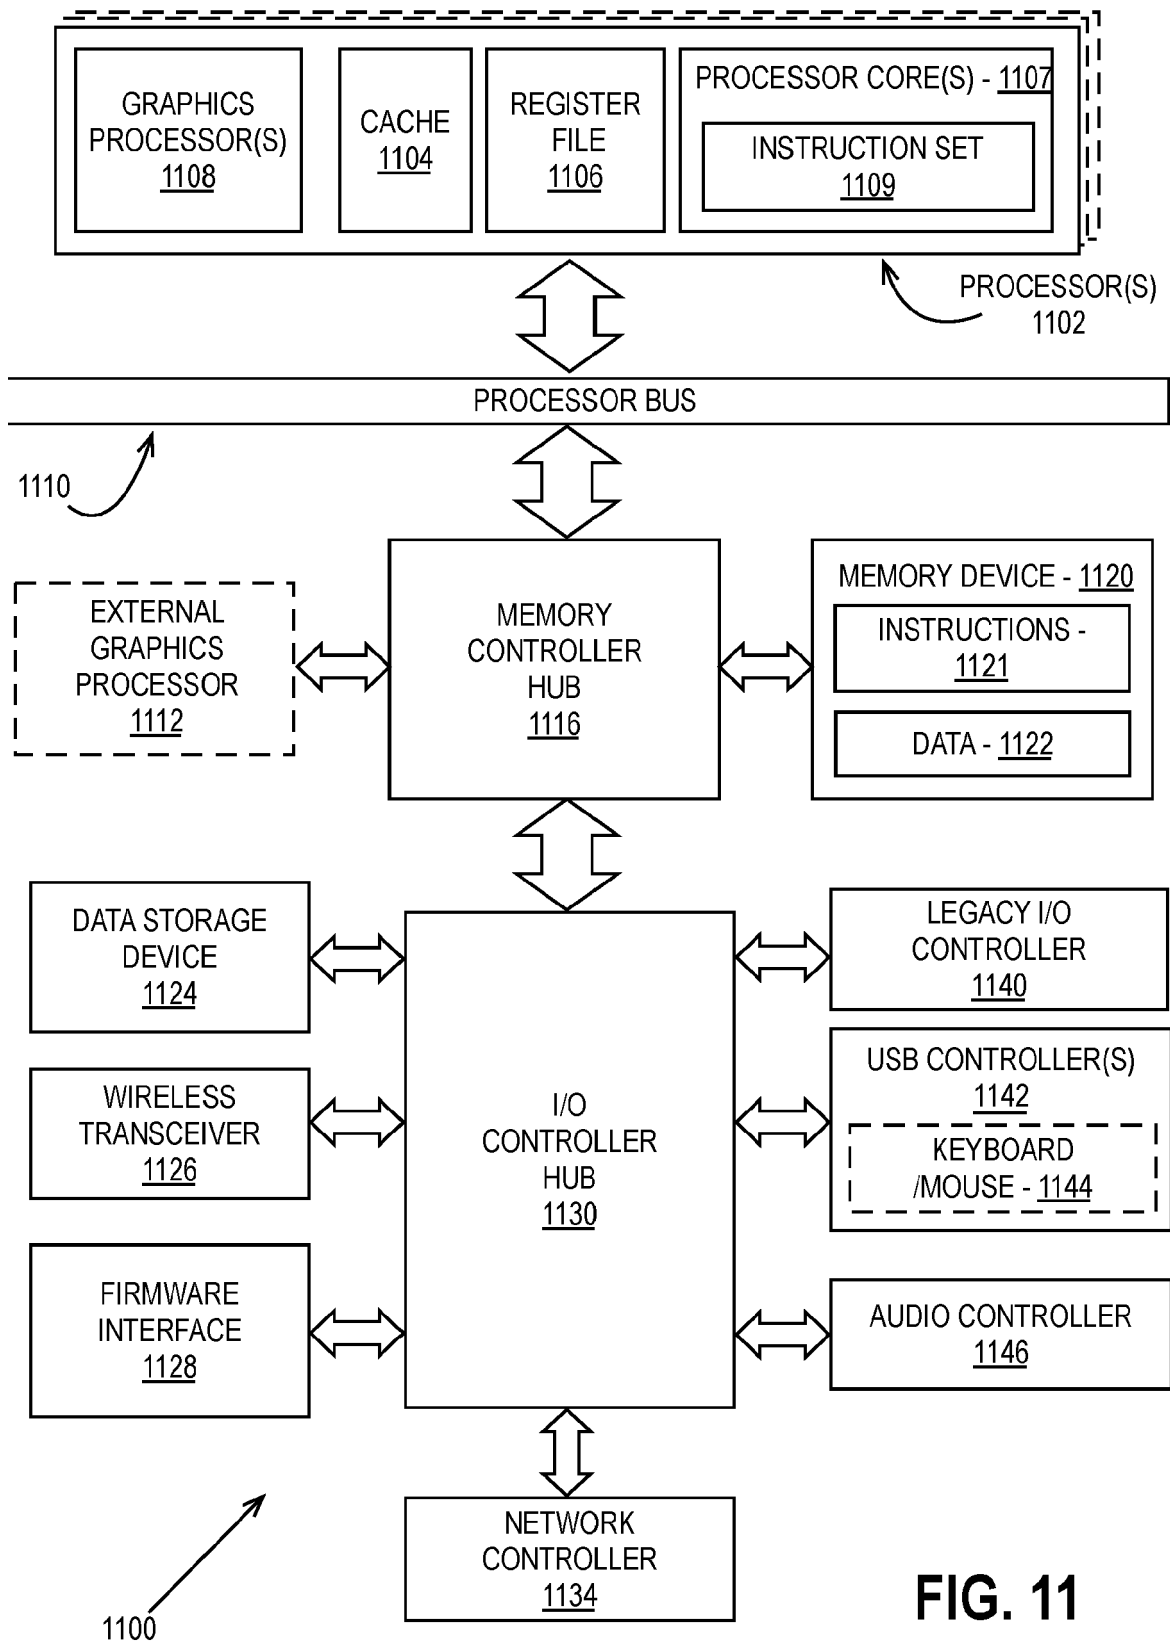 GRAPHICS
PROCESSOR(S)
1108
CACHE
1104
REGISTER
FILE
1106
PROCESSOR CORE(S) - 1107
INSTRUCTION SET
1109
PROCESSOR(S)
1102
PROCESSOR BUS
1110
EXTERNAL
GRAPHICS
PROCESSOR
1112
MEMORY
CONTROLLER
HUB
1116
MEMORY DEVICE - 1120
INSTRUCTIONS -
1121
DATA - 1122
DATA STORAGE
DEVICE
1124
WIRELESS
TRANSCEIVER
1126
FIRMWARE
INTERFACE
1128
I/O
CONTROLLER
HUB
1130
LEGACY I/O
CONTROLLER
1140
USB CONTROLLER(S)
1142
KEYBOARD
/MOUSE - 1144
AUDIO CONTROLLER
1146
NETWORK
CONTROLLER
1134
1100
FIG. 11